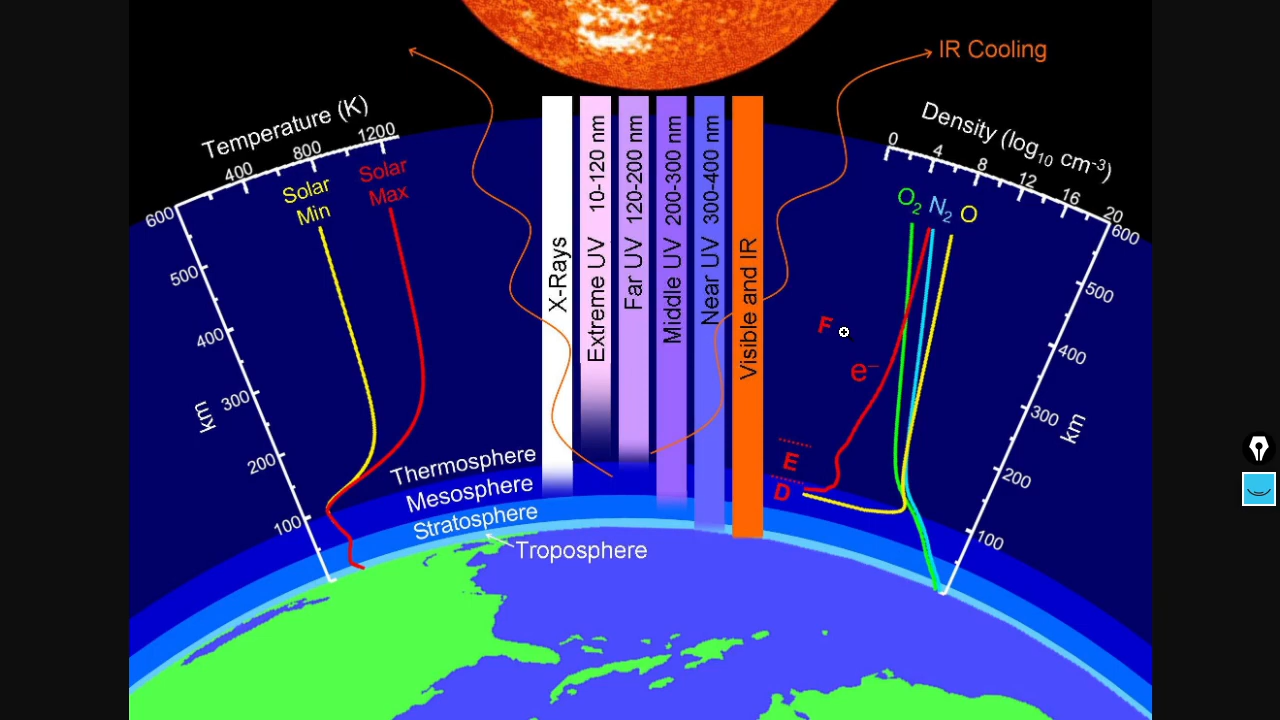 IR Cooling
Temperature (K)
400
800
1200
Solar
Min
Solar
Max
600
500
400
300
200
100
km
X-Rays
Extreme UV 10-120 nm
Far UV 120-200 nm
Middle UV 200-300 nm
Near UV 300-400 nm
Visible and IR
Density (log₁₀ cm⁻³)
0
4
8
12
16
20
O₂
N₂
O
600
500
400
300
200
100
km
F
e⁻
E
D
Thermosphere
Mesosphere
Stratosphere
Troposphere